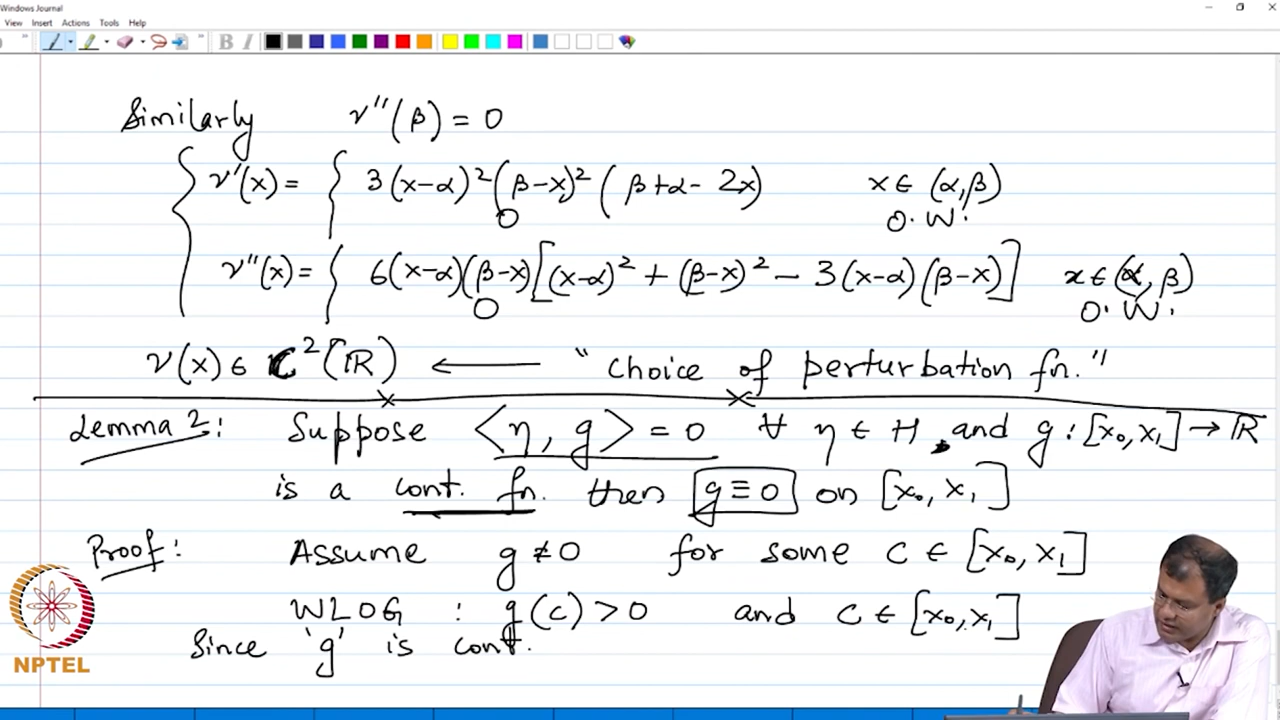 Windows Journal
View Insert Actions Tools Help
Similarly ν''(β) = 0
ν'(x) = { 3(x-α)²(β-x)²(β+α-2x) x ∈ (α,β)
0 O.W.
ν''(x) = { 6(x-α)(β-x)[(x-α)² + (β-x)² - 3(x-α)(β-x)] x ∈ (α,β)
0 O.W.
ν(x) ∈ C²(ℝ) ← "choice of perturbation fn."
Lemma 2: Suppose <η, g> = 0 ∀ η ∈ H, and g : [x₀, x₁] → ℝ
is a cont. fn. then g ≡ 0 on [x₀, x₁]
Proof: Assume g ≠ 0 for some c ∈ [x₀, x₁]
WLOG : g(c) > 0 and c ∈ [x₀, x₁]
Since 'g' is cont.
NPTEL